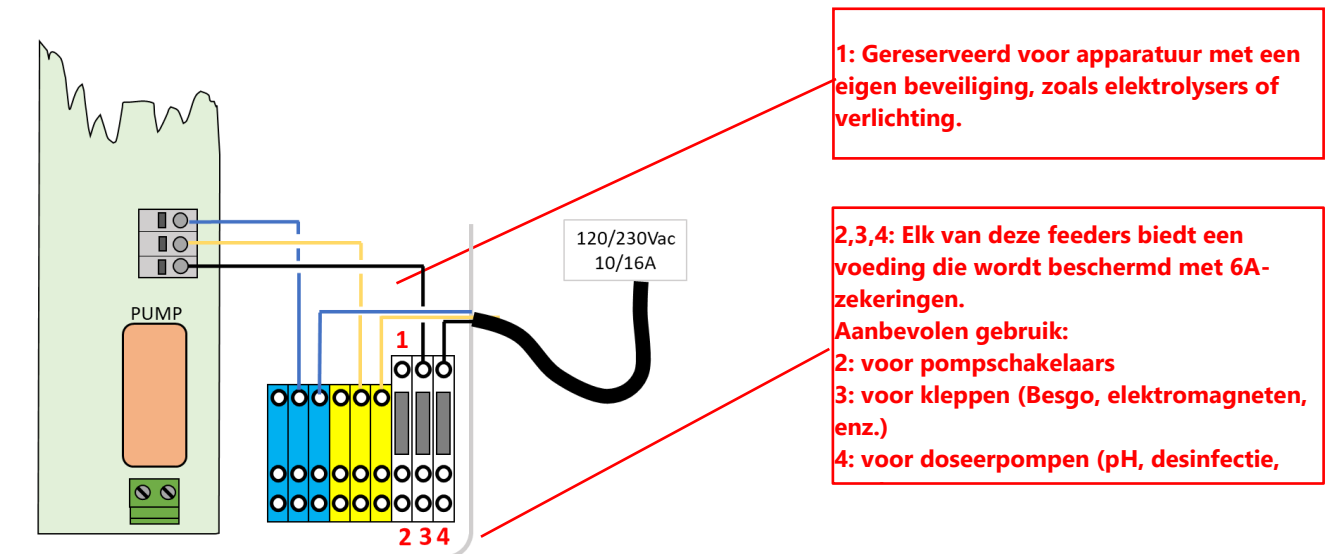 1: Gereserveerd voor apparatuur met een
eigen beveiliging, zoals elektrolysers of
verlichting.
120/230Vac
10/16A
2,3,4: Elk van deze feeders biedt een
voeding die wordt beschermd met 6A-
zekeringen.
Aanbevolen gebruik:
2: voor pompschakelaars
3: voor kleppen (Besgo, elektromagneten,
enz.)
4: voor doseerpompen (pH, desinfectie,
PUMP
1
2 3 4